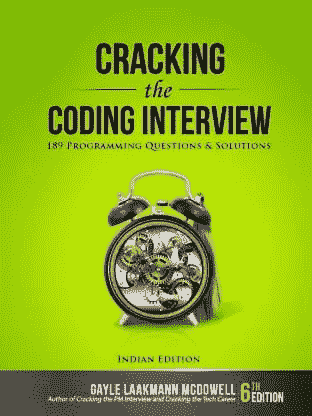 CRACKING
the
CODING INTERVIEW
189 PROGRAMMING QUESTIONS & SOLUTIONS
INDIAN EDITION
GAYLE LAAKMANN MCDOWELL
Author of Cracking the PM Interview and Cracking the Tech Career
6TH EDITION